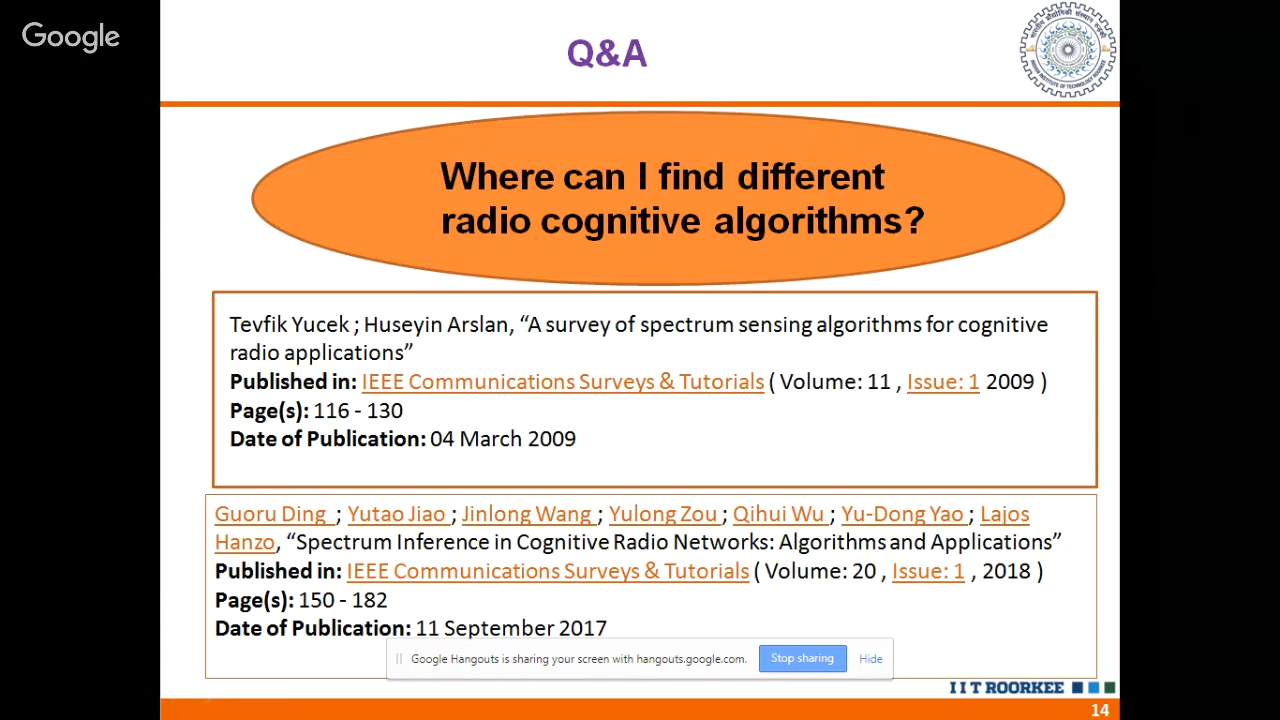 Google
Q&A
Where can I find different
radio cognitive algorithms?
Tevfik Yucek ; Huseyin Arslan, “A survey of spectrum sensing algorithms for cognitive
radio applications”
Published in: IEEE Communications Surveys & Tutorials ( Volume: 11 , Issue: 1 2009 )
Page(s): 116 - 130
Date of Publication: 04 March 2009
Guoru Ding ; Yutao Jiao ; Jinlong Wang ; Yulong Zou ; Qihui Wu ; Yu-Dong Yao ; Lajos
Hanzo, “Spectrum Inference in Cognitive Radio Networks: Algorithms and Applications”
Published in: IEEE Communications Surveys & Tutorials ( Volume: 20 , Issue: 1 , 2018 )
Page(s): 150 - 182
Date of Publication: 11 September 2017
Google Hangouts is sharing your screen with hangouts.google.com. Stop sharing Hide
I I T ROORKEE
14